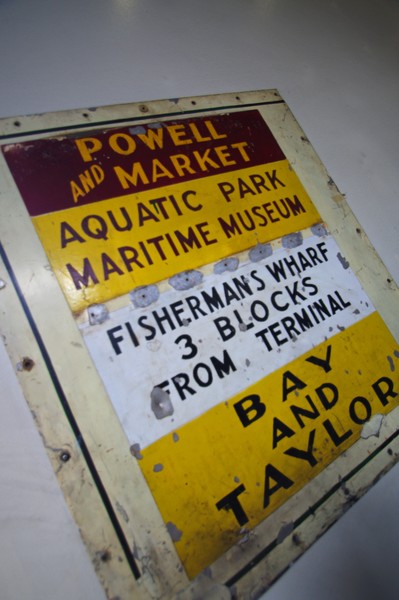 POWELL
AND MARKET
AQUATIC PARK
MARITIME MUSEUM
FISHERMAN'S WHARF
3 BLOCKS
FROM TERMINAL
BAY
AND
TAYLOR